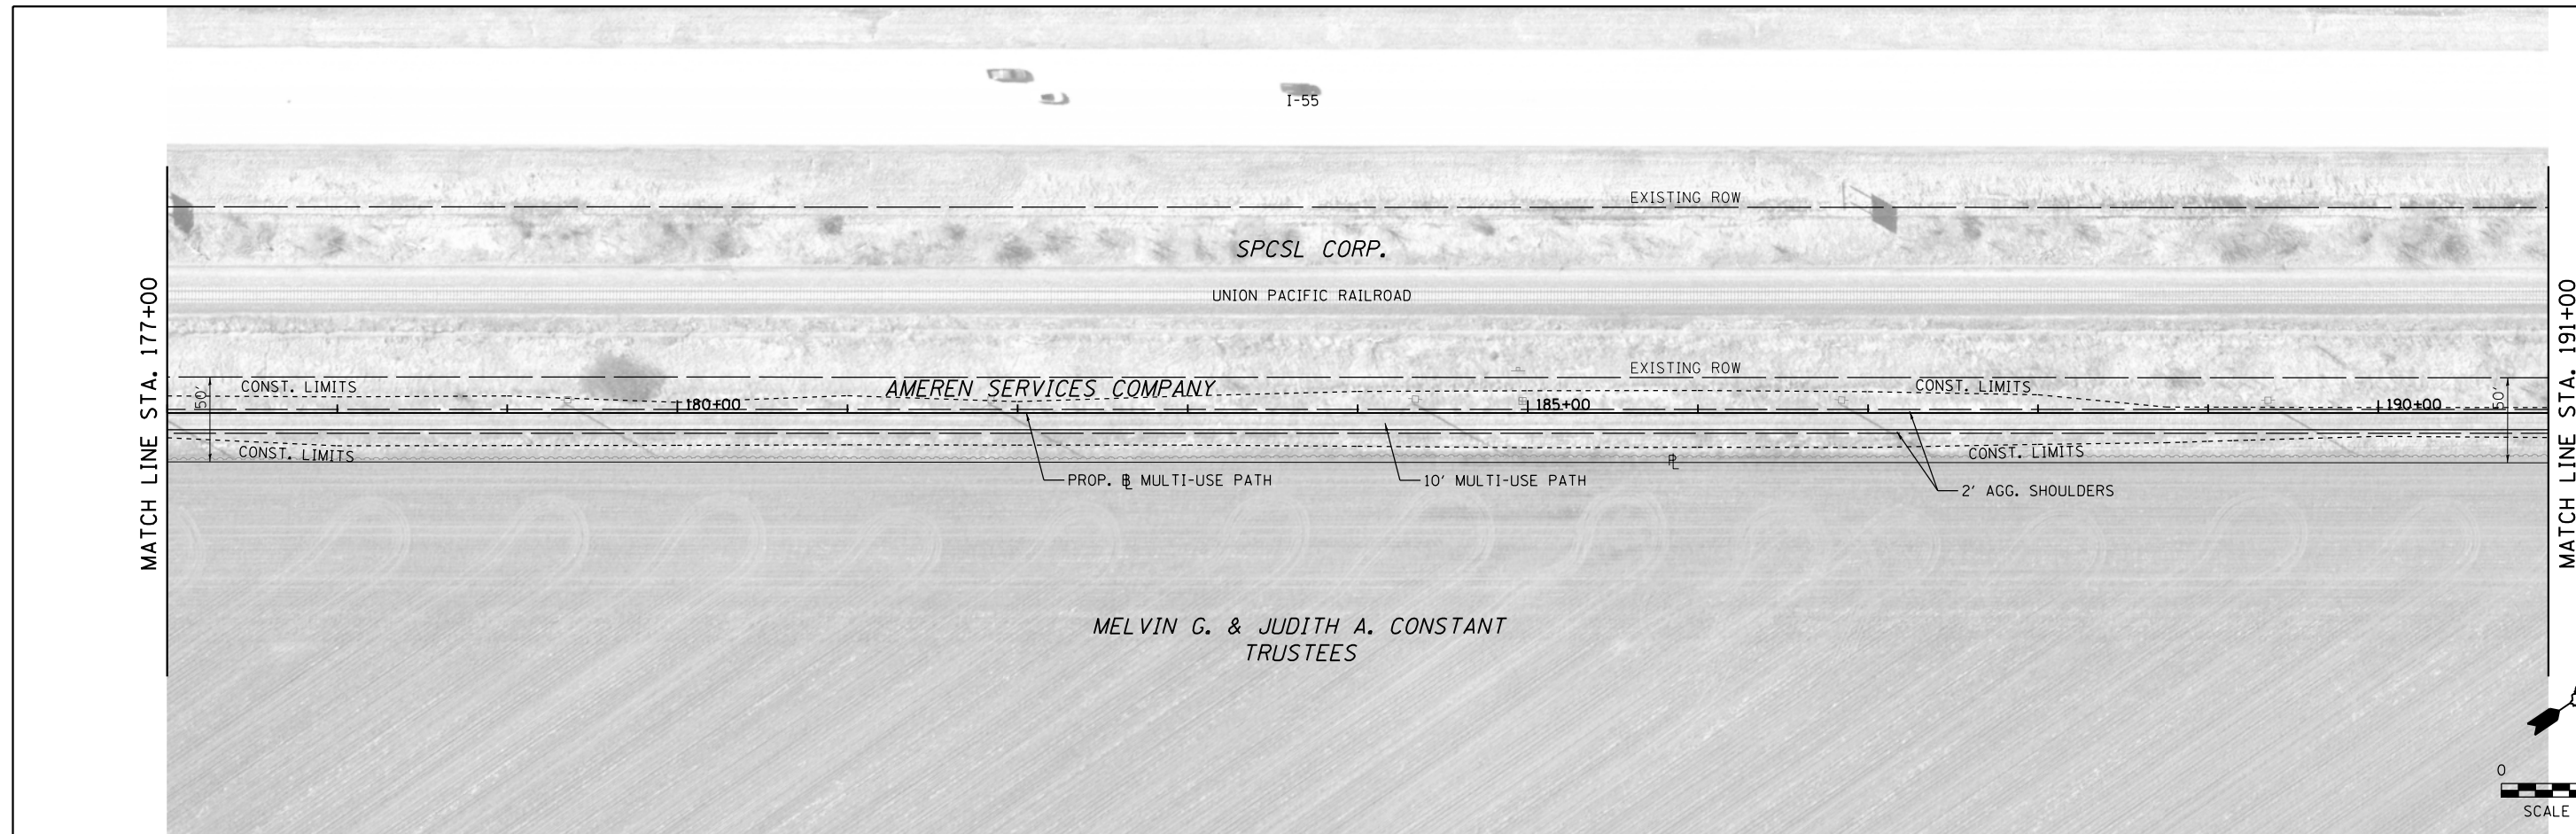 I-55
EXISTING ROW
SPCSL CORP.
UNION PACIFIC RAILROAD
MATCH LINE STA. 177+00
MATCH LINE STA. 191+00
EXISTING ROW
CONST. LIMITS
AMEREN SERVICES COMPANY
CONST. LIMITS
50'
180+00
185+00
190+00
50'
CONST. LIMITS
CONST. LIMITS
PL
PROP. BL MULTI-USE PATH
10' MULTI-USE PATH
2' AGG. SHOULDERS
MELVIN G. & JUDITH A. CONSTANT
TRUSTEES
0
SCALE